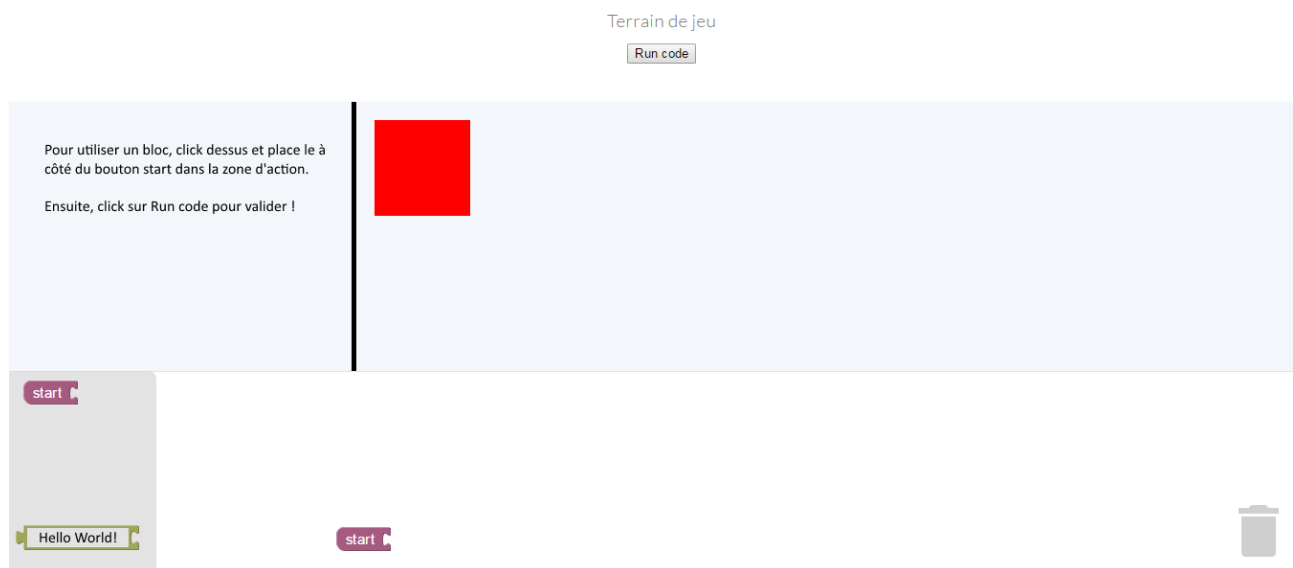 Terrain de jeu
Run code
Pour utiliser un bloc, click dessus et place le à
côté du bouton start dans la zone d'action.
Ensuite, click sur Run code pour valider !
start
Hello World!
start